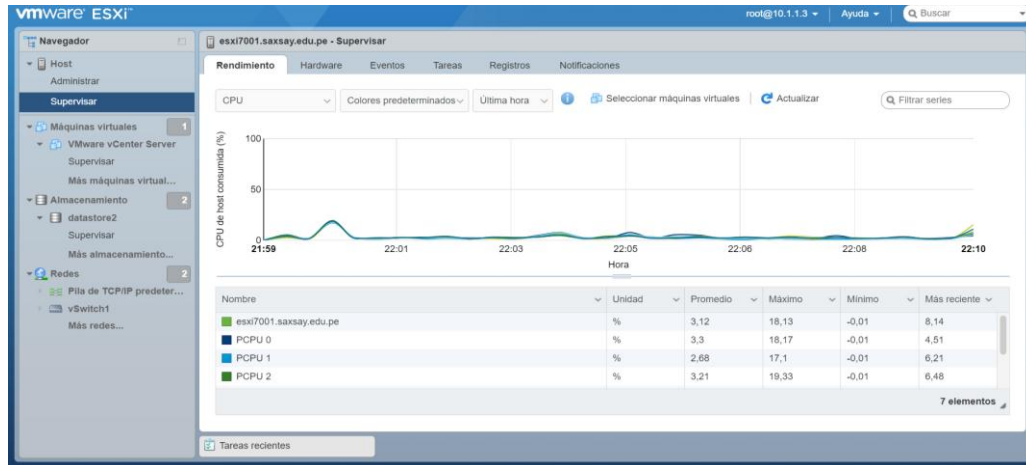 vmware ESXi™
root@10.1.1.3
Ayuda
Buscar
Navegador
Host
Administrar
Supervisar
Máquinas virtuales 1
VMware vCenter Server
Supervisar
Más máquinas virtual...
Almacenamiento 2
datastore2
Supervisar
Más almacenamiento...
Redes 2
Pila de TCP/IP predeter...
vSwitch1
Más redes...
esxi7001.saxsay.edu.pe - Supervisar
Rendimiento Hardware Eventos Tareas Registros Notificaciones
CPU Colores predeterminados Última hora Seleccionar máquinas virtuales Actualizar Filtrar series
CPU de host consumida (%)
100
50
0
21:59 22:01 22:03 22:05 22:06 22:08 22:10
Hora
Nombre Unidad Promedio Máximo Mínimo Más reciente
esxi7001.saxsay.edu.pe % 3,12 18,13 -0,01 8,14
PCPU 0 % 3,3 18,17 -0,01 4,51
PCPU 1 % 2,68 17,1 -0,01 6,21
PCPU 2 % 3,21 19,33 -0,01 6,48
7 elementos
Tareas recientes